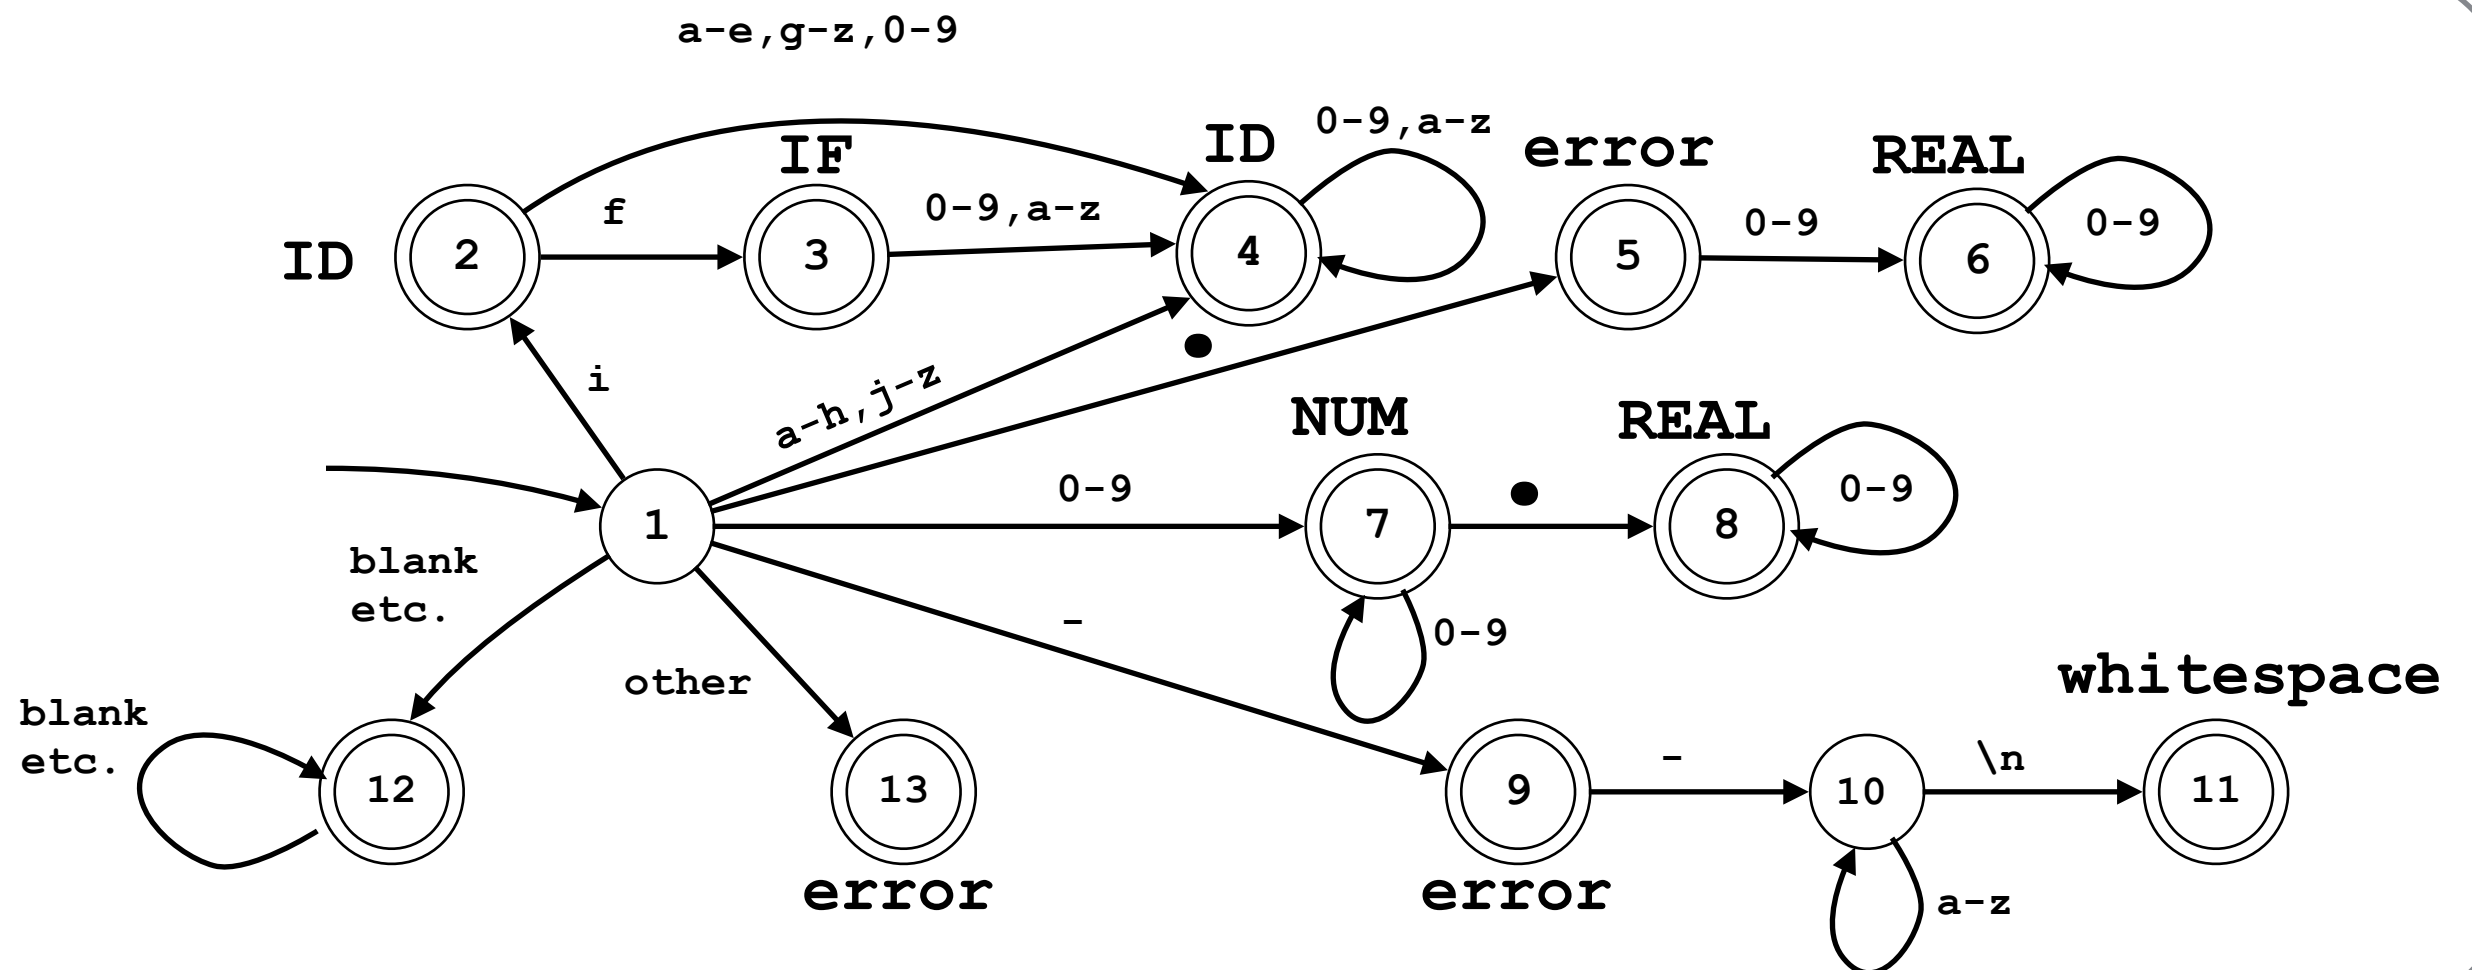 a-e,g-z,0-9
0-9,a-z
ID
IF
error
REAL
f
0-9,a-z
0-9
0-9
ID
2
3
4
5
6
i
a-h,j-z
NUM
REAL
0-9
0-9
1
7
8
blank
etc.
-
0-9
other
whitespace
blank
etc.
-
\n
12
13
9
10
11
error
error
a-z